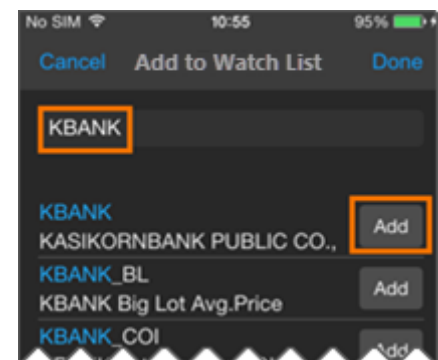 No SIM 10:55 95%
Cancel Add to Watch List Done
KBANK
KBANK
KASIKORNBANK PUBLIC CO., Add
KBANK_BL
KBANK Big Lot Avg.Price Add
KBANK_COI
Add